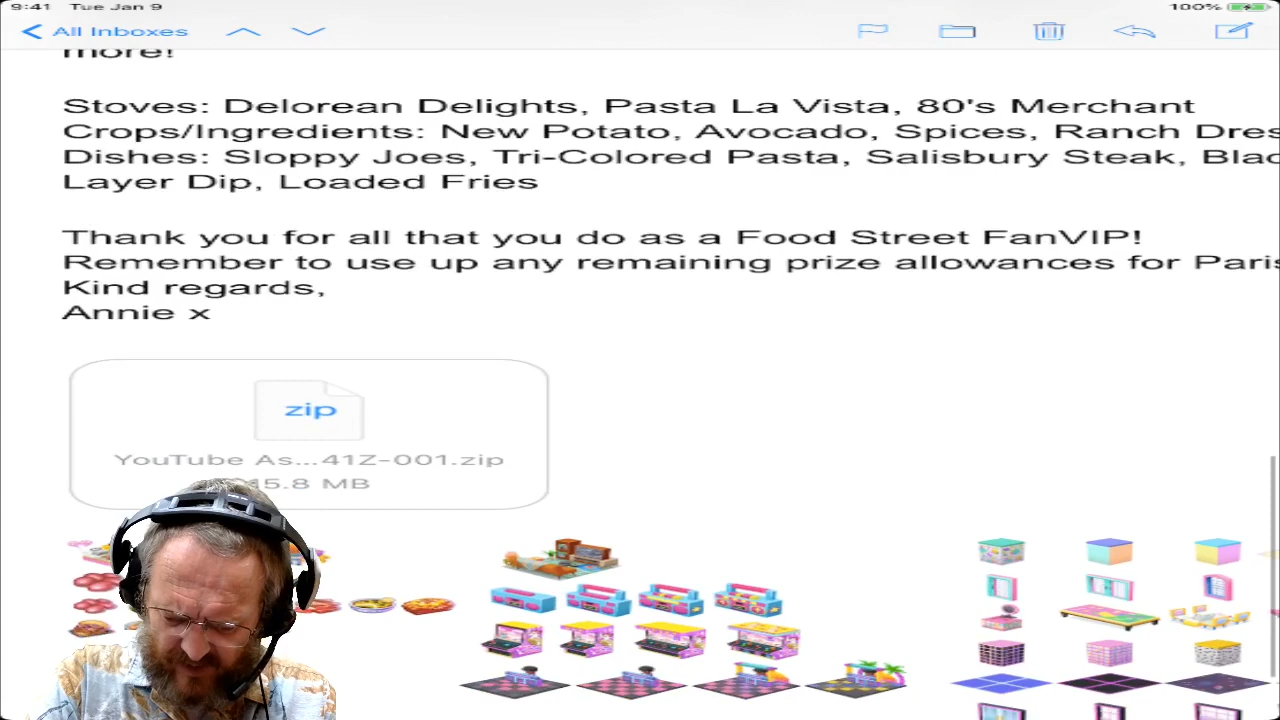 9:41 Tue Jan 9 100%
All Inboxes
more!
Stoves: Delorean Delights, Pasta La Vista, 80's Merchant
Crops/Ingredients: New Potato, Avocado, Spices, Ranch Dres
Dishes: Sloppy Joes, Tri-Colored Pasta, Salisbury Steak, Blac
Layer Dip, Loaded Fries
Thank you for all that you do as a Food Street FanVIP!
Remember to use up any remaining prize allowances for Paris
Kind regards,
Annie x
zip
YouTube As...41Z-001.zip
45.8 MB